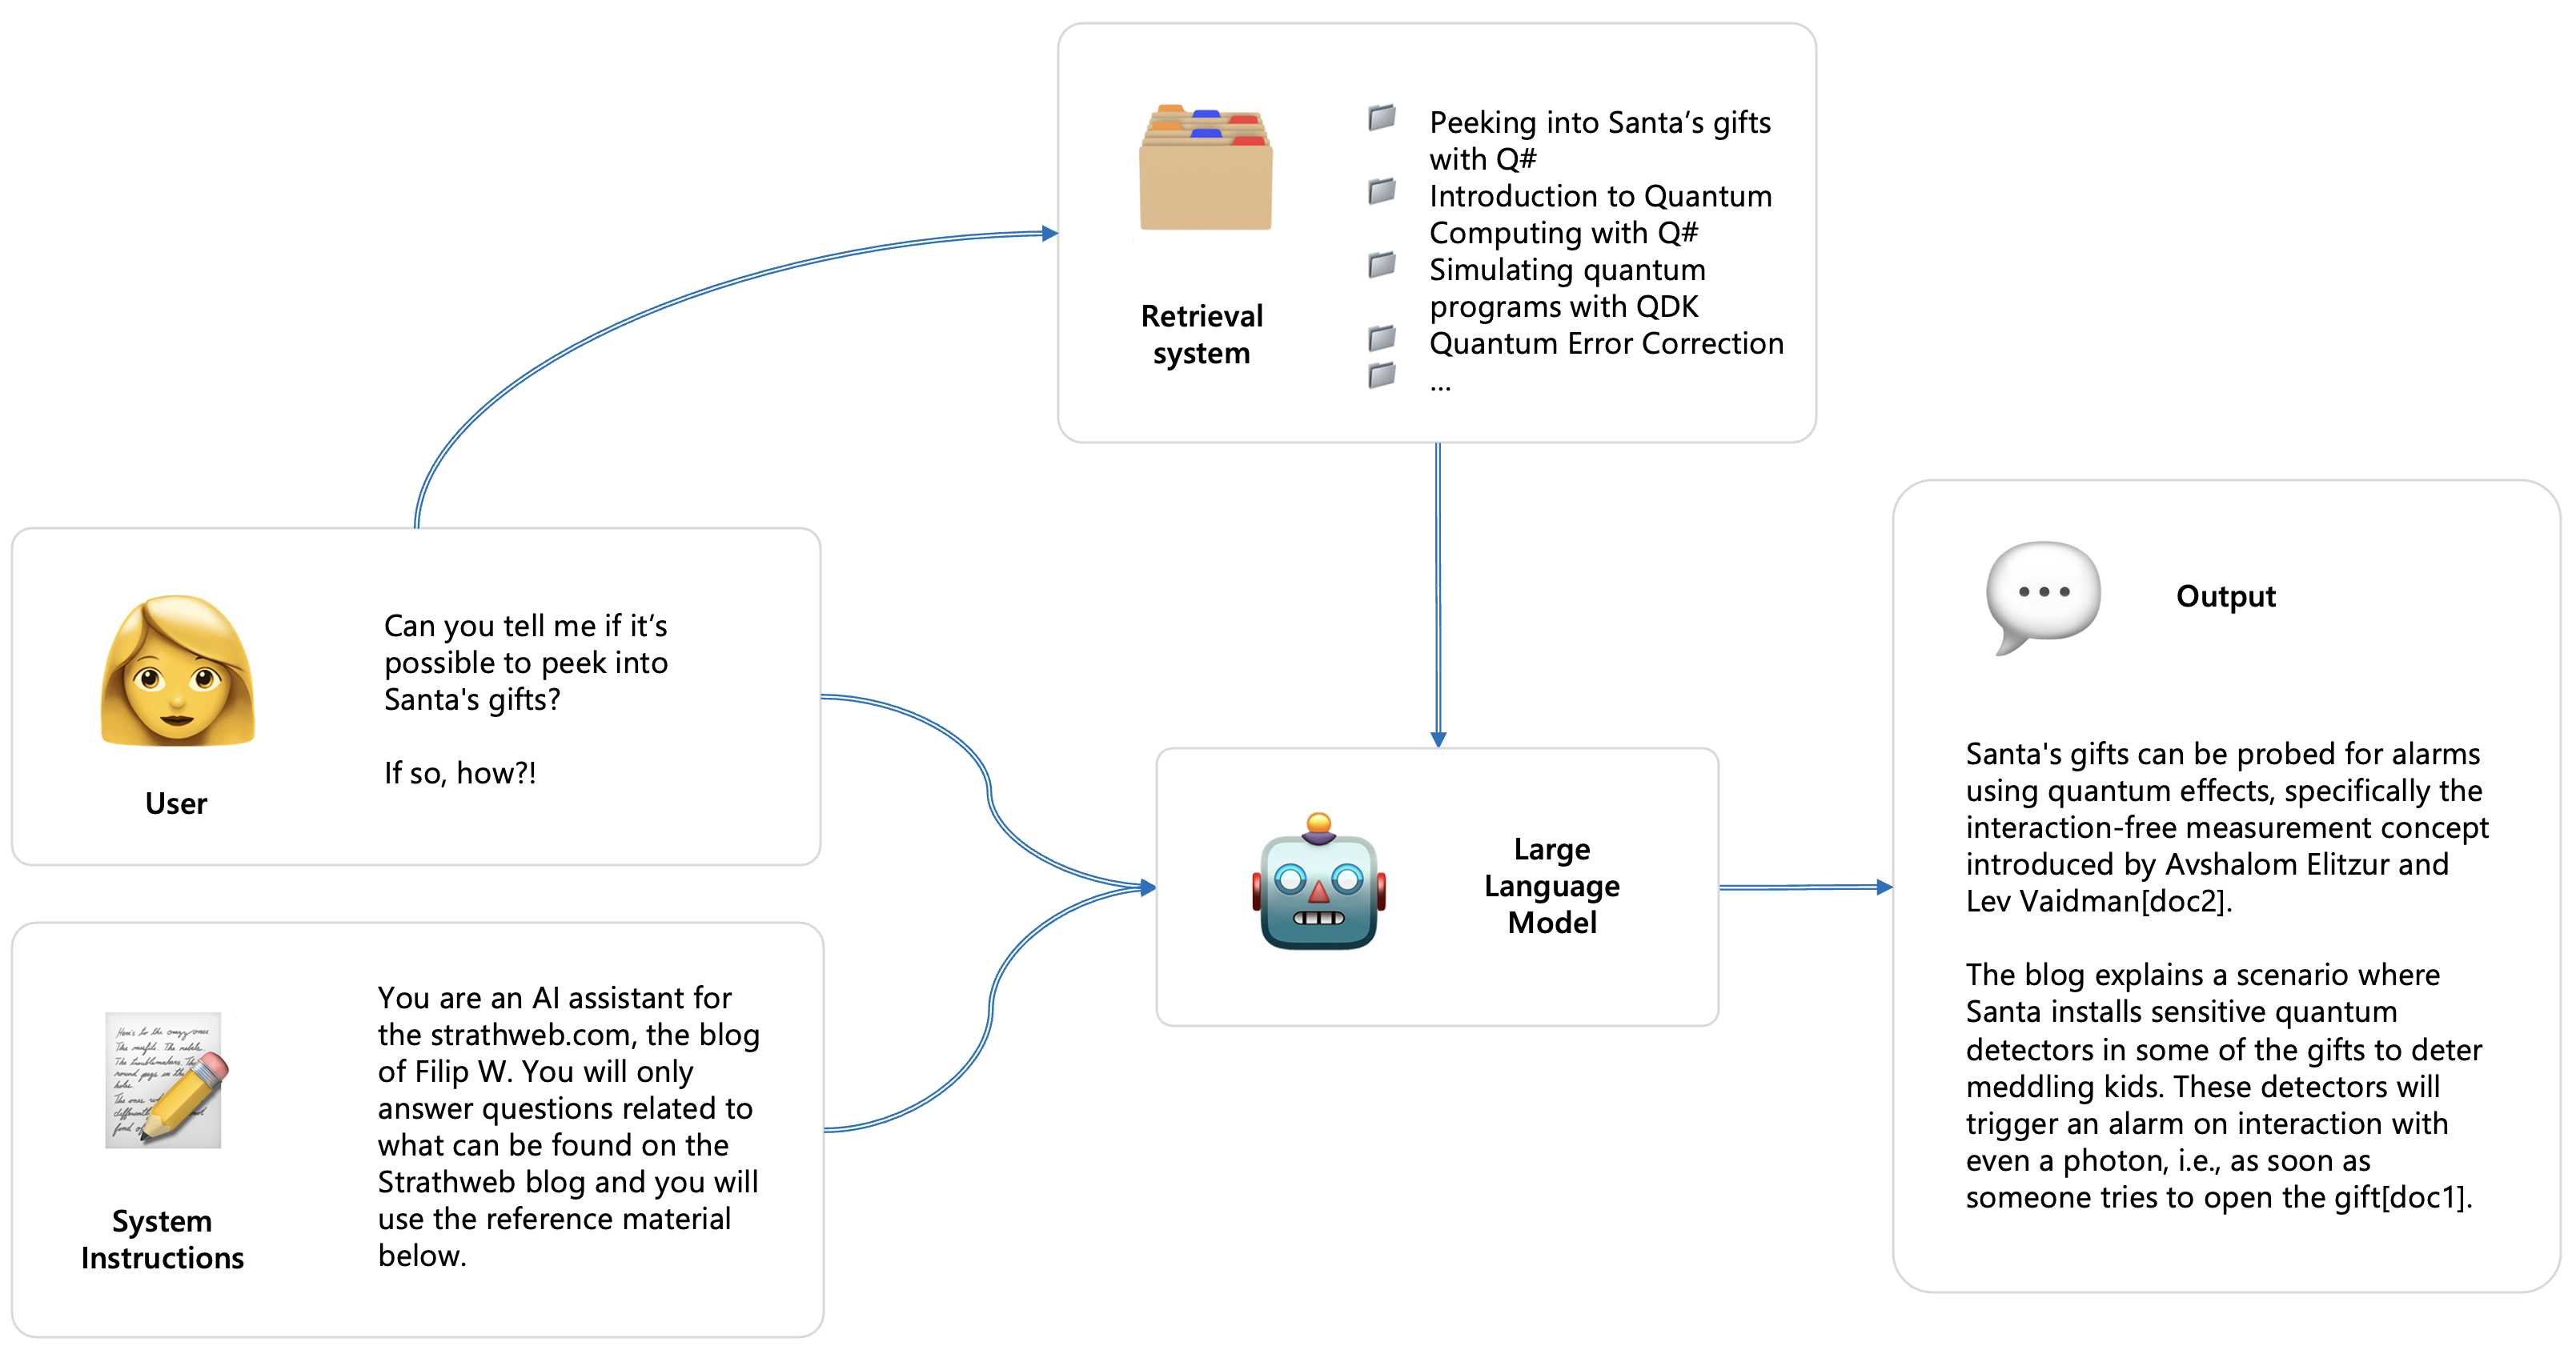 Peeking into Santa’s gifts
with Q#
Introduction to Quantum
Computing with Q#
Simulating quantum
programs with QDK
Quantum Error Correction
...
Retrieval
system
Can you tell me if it’s
possible to peek into
Santa's gifts?
If so, how?!
User
You are an AI assistant for
the strathweb.com, the blog
of Filip W. You will only
answer questions related to
what can be found on the
Strathweb blog and you will
use the reference material
below.
System
Instructions
Large
Language
Model
Output
Santa's gifts can be probed for alarms
using quantum effects, specifically the
interaction-free measurement concept
introduced by Avshalom Elitzur and
Lev Vaidman[doc2].
The blog explains a scenario where
Santa installs sensitive quantum
detectors in some of the gifts to deter
meddling kids. These detectors will
trigger an alarm on interaction with
even a photon, i.e., as soon as
someone tries to open the gift[doc1].